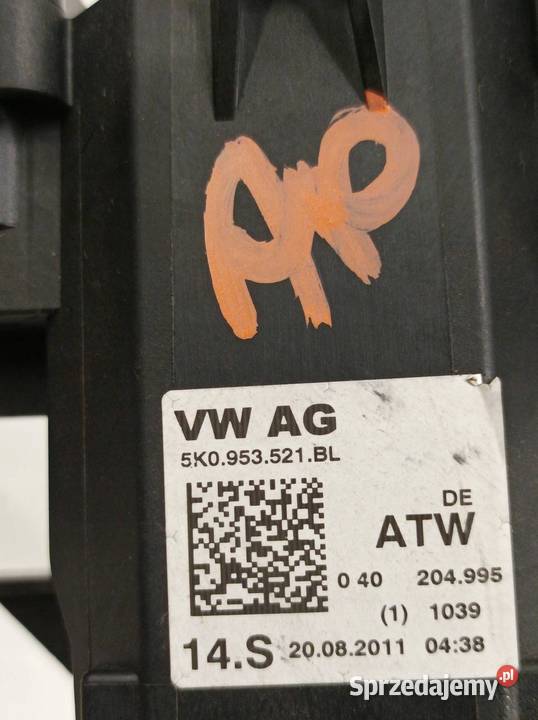 VW AG
5K0.953.521.BL
DE
ATW
0 40 204.995
(1) 1039
14.S 20.08.2011 04:38
Sprzedajemy.pl